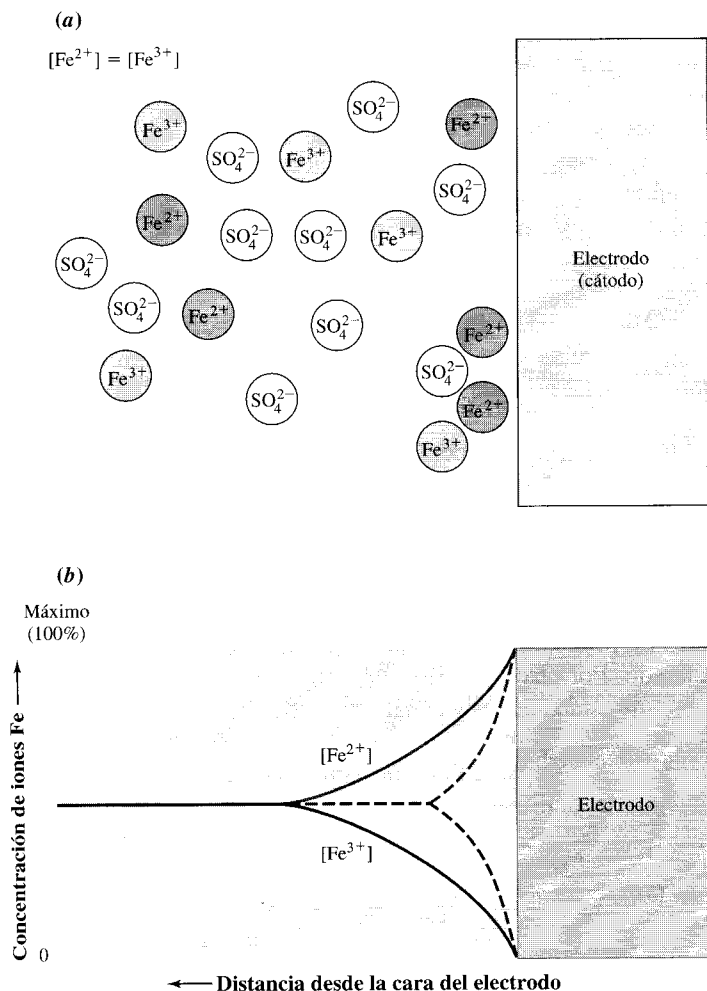 (a)
[Fe²⁺] = [Fe³⁺]
SO₄²⁻
Fe³⁺
Fe²⁺
SO₄²⁻
Fe³⁺
SO₄²⁻
Fe²⁺
SO₄²⁻
SO₄²⁻
Fe³⁺
SO₄²⁻
Electrodo
(cátodo)
SO₄²⁻
Fe²⁺
SO₄²⁻
Fe²⁺
Fe³⁺
SO₄²⁻
SO₄²⁻
Fe²⁺
Fe³⁺
(b)
Máximo
(100%)
Concentración de iones Fe
[Fe²⁺]
Electrodo
[Fe³⁺]
0
Distancia desde la cara del electrodo